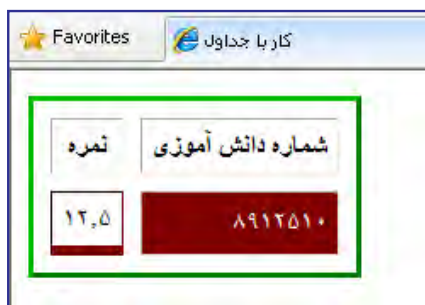 Favorites کار با جداول
شماره دانش آموزی نمره
۸۹۱۲۵۱۰ ۱۲,۵